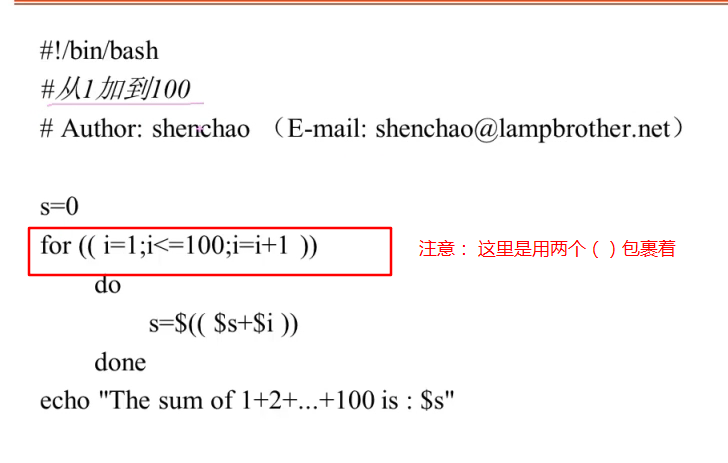 #!/bin/bash
#从1加到100
# Author: shenchao （E-mail: shenchao@lampbrother.net）
s=0
for (( i=1;i<=100;i=i+1 ))
注意： 这里是用两个（ ）包裹着
do
s=$(( $s+$i ))
done
echo "The sum of 1+2+...+100 is : $s"